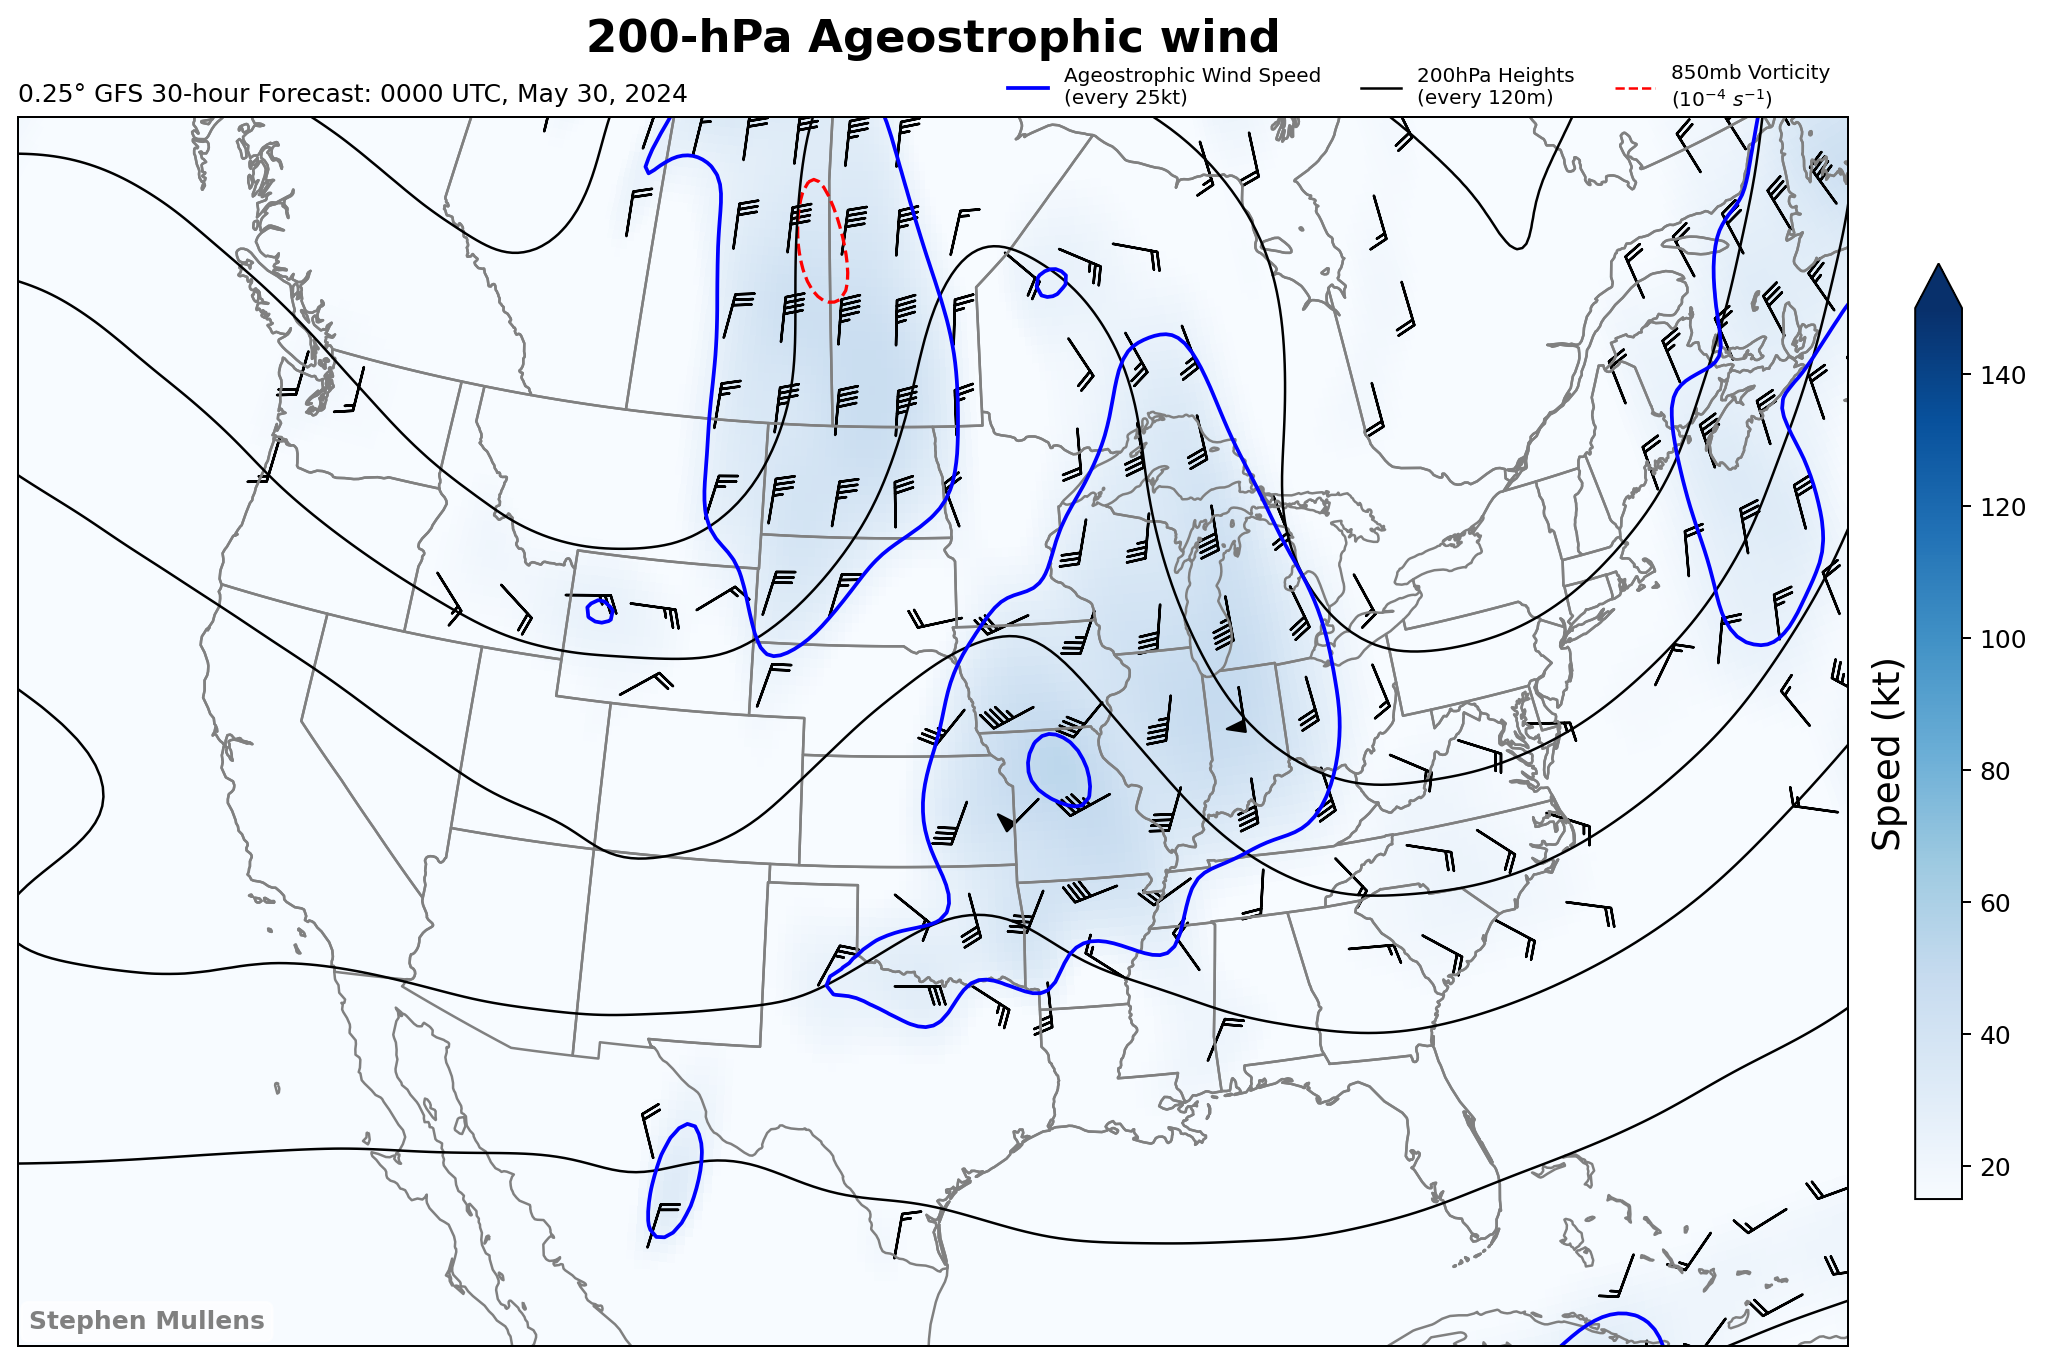 200-hPa Ageostrophic wind
0.25° GFS 30-hour Forecast: 0000 UTC, May 30, 2024
Ageostrophic Wind Speed
(every 25kt)
200hPa Heights
(every 120m)
850mb Vorticity
(10⁻⁴ s⁻¹)
140
120
100
80
60
40
20
Speed (kt)
Stephen Mullens